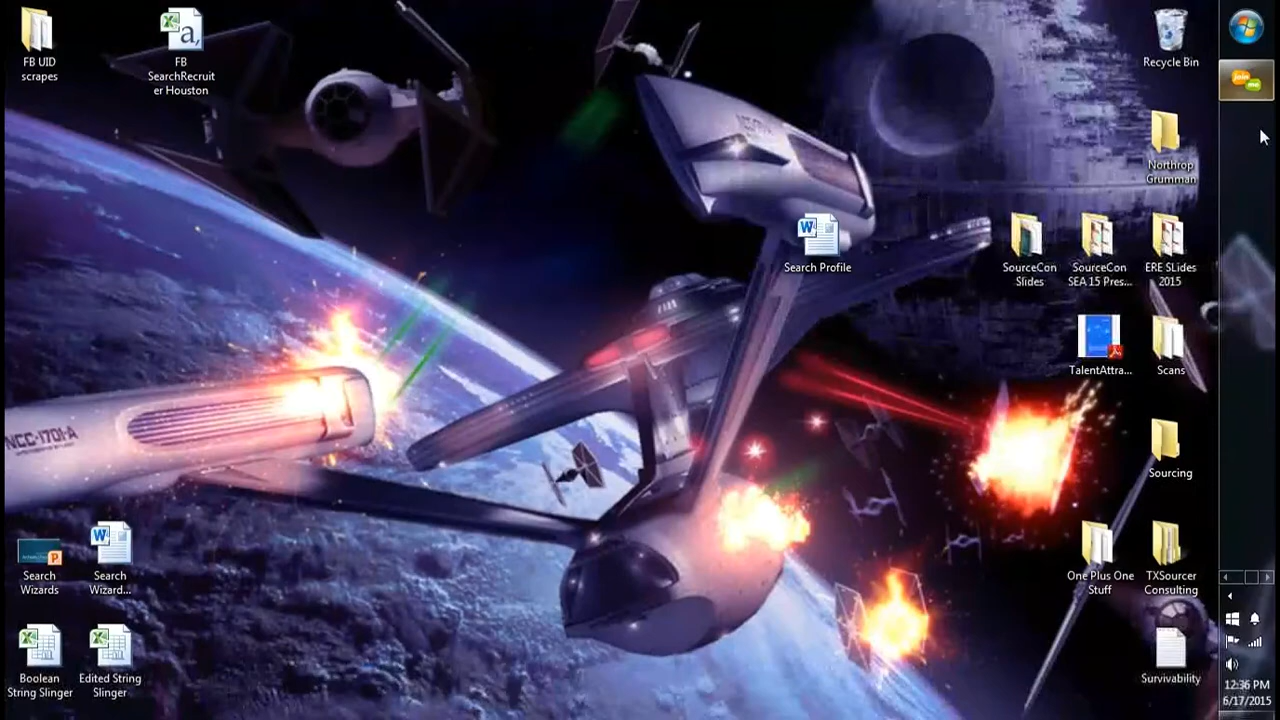 FB UID
scrapes
FB
SearchRecruit
er Houston
Recycle Bin
join
me
Northrop
Grumman
Search Profile
SourceCon
Slides
SourceCon
SEA 15 Pres...
ERE SLides
2015
TalentAttra...
Scans
NCC-1701-A
Sourcing
Search
Wizards
Search
Wizard...
One Plus One
Stuff
TXSourcer
Consulting
Boolean
String Slinger
Edited String
Slinger
Survivability
12:36 PM
6/17/2015